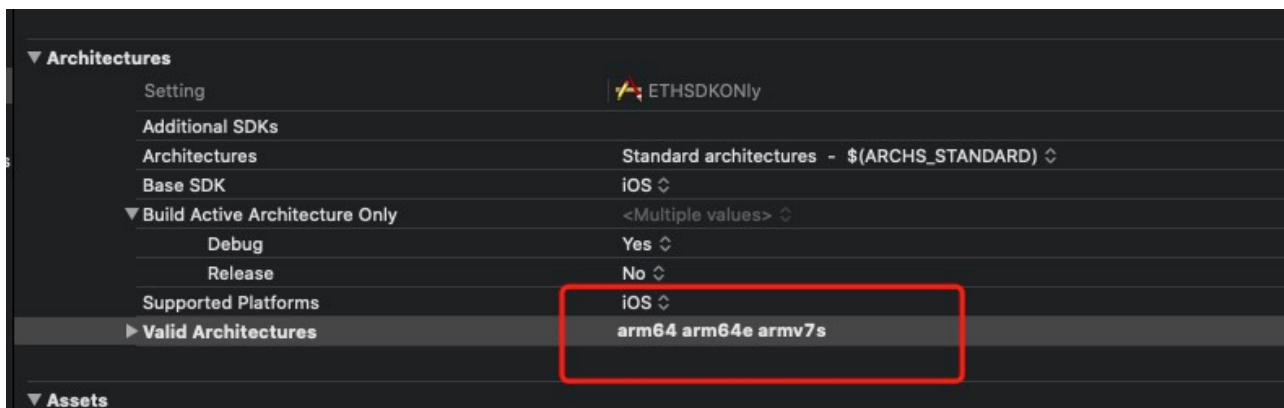 Architectures
Setting ETHSDKONly
Additional SDKs
Architectures Standard architectures - $(ARCHS_STANDARD)
Base SDK iOS
Build Active Architecture Only <Multiple values>
Debug Yes
Release No
Supported Platforms iOS
Valid Architectures arm64 arm64e armv7s
Assets